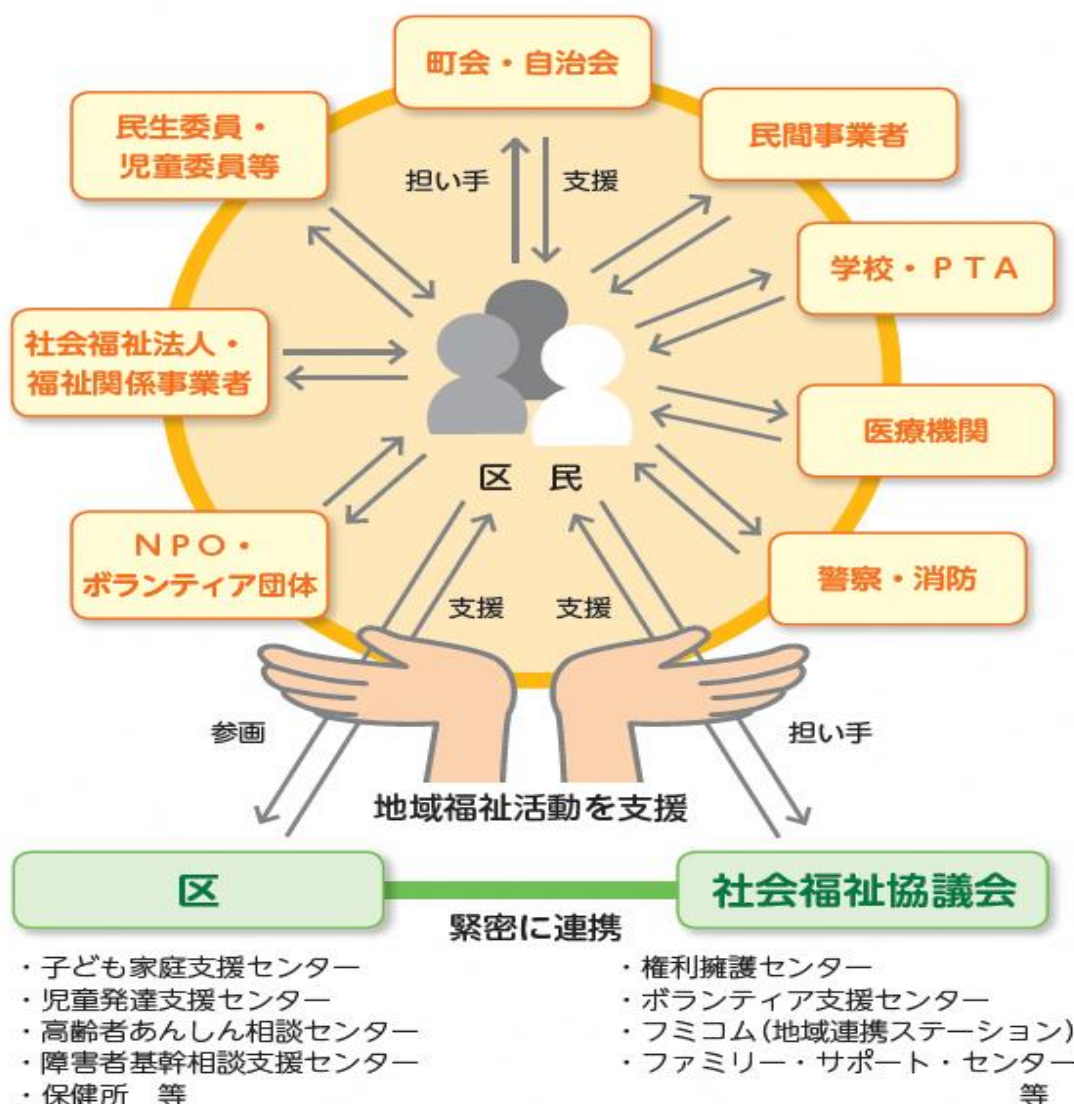 町会・自治会
民生委員・
児童委員等
民間事業者
担い手
支援
学校・PTA
社会福祉法人・
福祉関係事業者
医療機関
区民
NPO・
ボランティア団体
警察・消防
支援
支援
参画
担い手
地域福祉活動を支援
区
社会福祉協議会
緊密に連携
・子ども家庭支援センター
・児童発達支援センター
・高齢者あんしん相談センター
・障害者基幹相談支援センター
・保健所 等
・権利擁護センター
・ボランティア支援センター
・フミコム(地域連携ステーション)
・ファミリー・サポート・センター
等